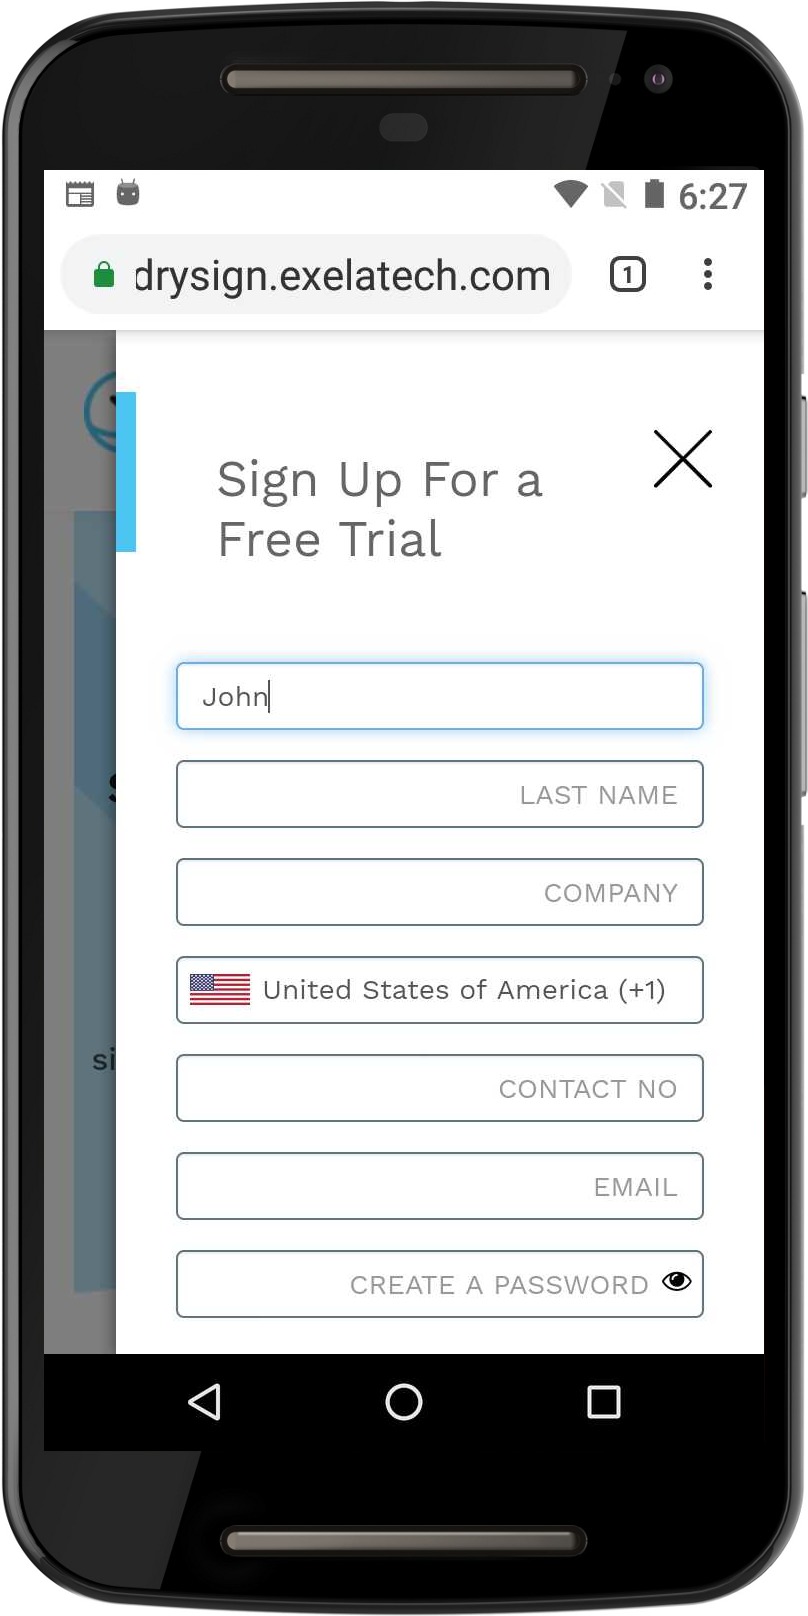 6:27
drysign.exelatech.com
1
Sign Up For a
Free Trial
John
LAST NAME
COMPANY
si
United States of America (+1)
CONTACT NO
EMAIL
CREATE A PASSWORD